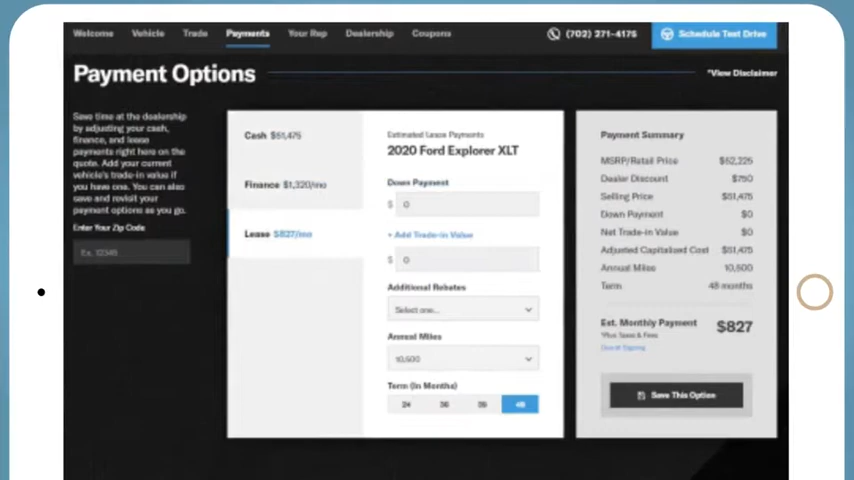 Welcome Vehicle Trade Payments Your Rep Dealership Coupons (702) 271-4175 Schedule Test Drive
Payment Options *View Disclaimer
Save time at the dealership
by adjusting your cash,
finance, and lease
payments right here on the
quote. Add your current
vehicle's trade-in value if
you have one. You can also
save and revisit your
payment options as you go.
Enter Your Zip Code
Ex. 12345
Cash $51,475
Finance $1,320/mo
Lease $827/mo
Estimated Lease Payments
2020 Ford Explorer XLT
Down Payment
$ 0
+ Add Trade-in Value
$ 0
Additional Rebates
Select one...
Annual Miles
10,500
Term (In Months)
24 36 39 48
Payment Summary
MSRP/Retail Price $52,225
Dealer Discount $750
Selling Price $51,475
Down Payment $0
Net Trade-in Value $0
Adjusted Capitalized Cost $51,475
Annual Miles 10,500
Term 48 months
Est. Monthly Payment $827
*Plus Taxes & Fees
Save This Option